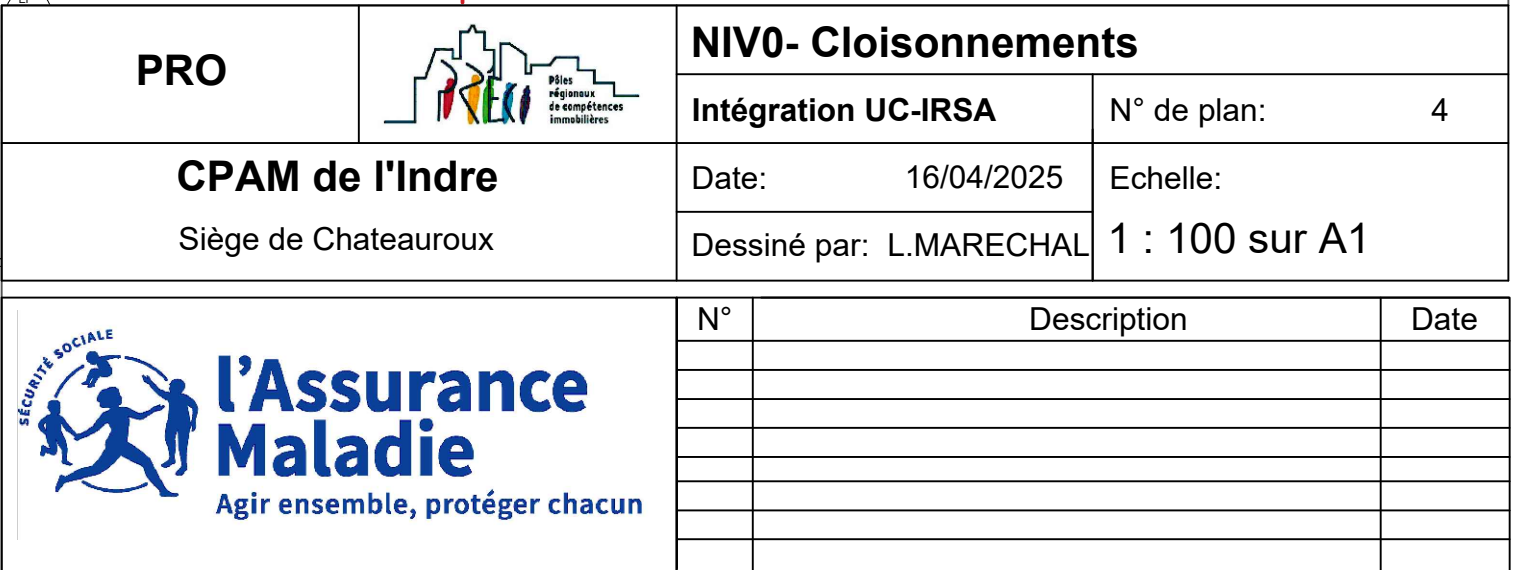 PRO
PRÉCI
Pôles
régionaux
de compétences
immobilières
NIV0- Cloisonnements
Intégration UC-IRSA
N° de plan: 4
CPAM de l'Indre
Siège de Chateauroux
Date: 16/04/2025
Echelle:
1 : 100 sur A1
Dessiné par: L.MARECHAL
SÉCURITÉ SOCIALE
l'Assurance
Maladie
Agir ensemble, protéger chacun
N° Description Date